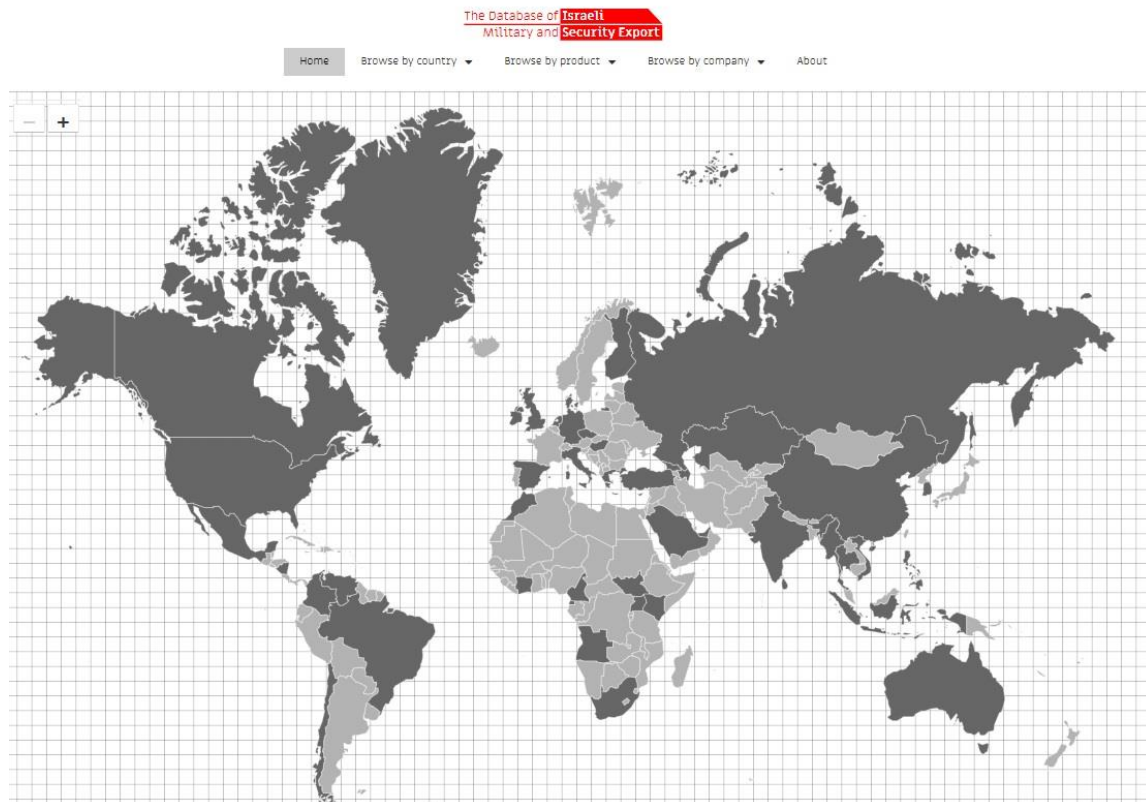 The Database of Israeli
Military and Security Export
Home Browse by country Browse by product Browse by company About
− +